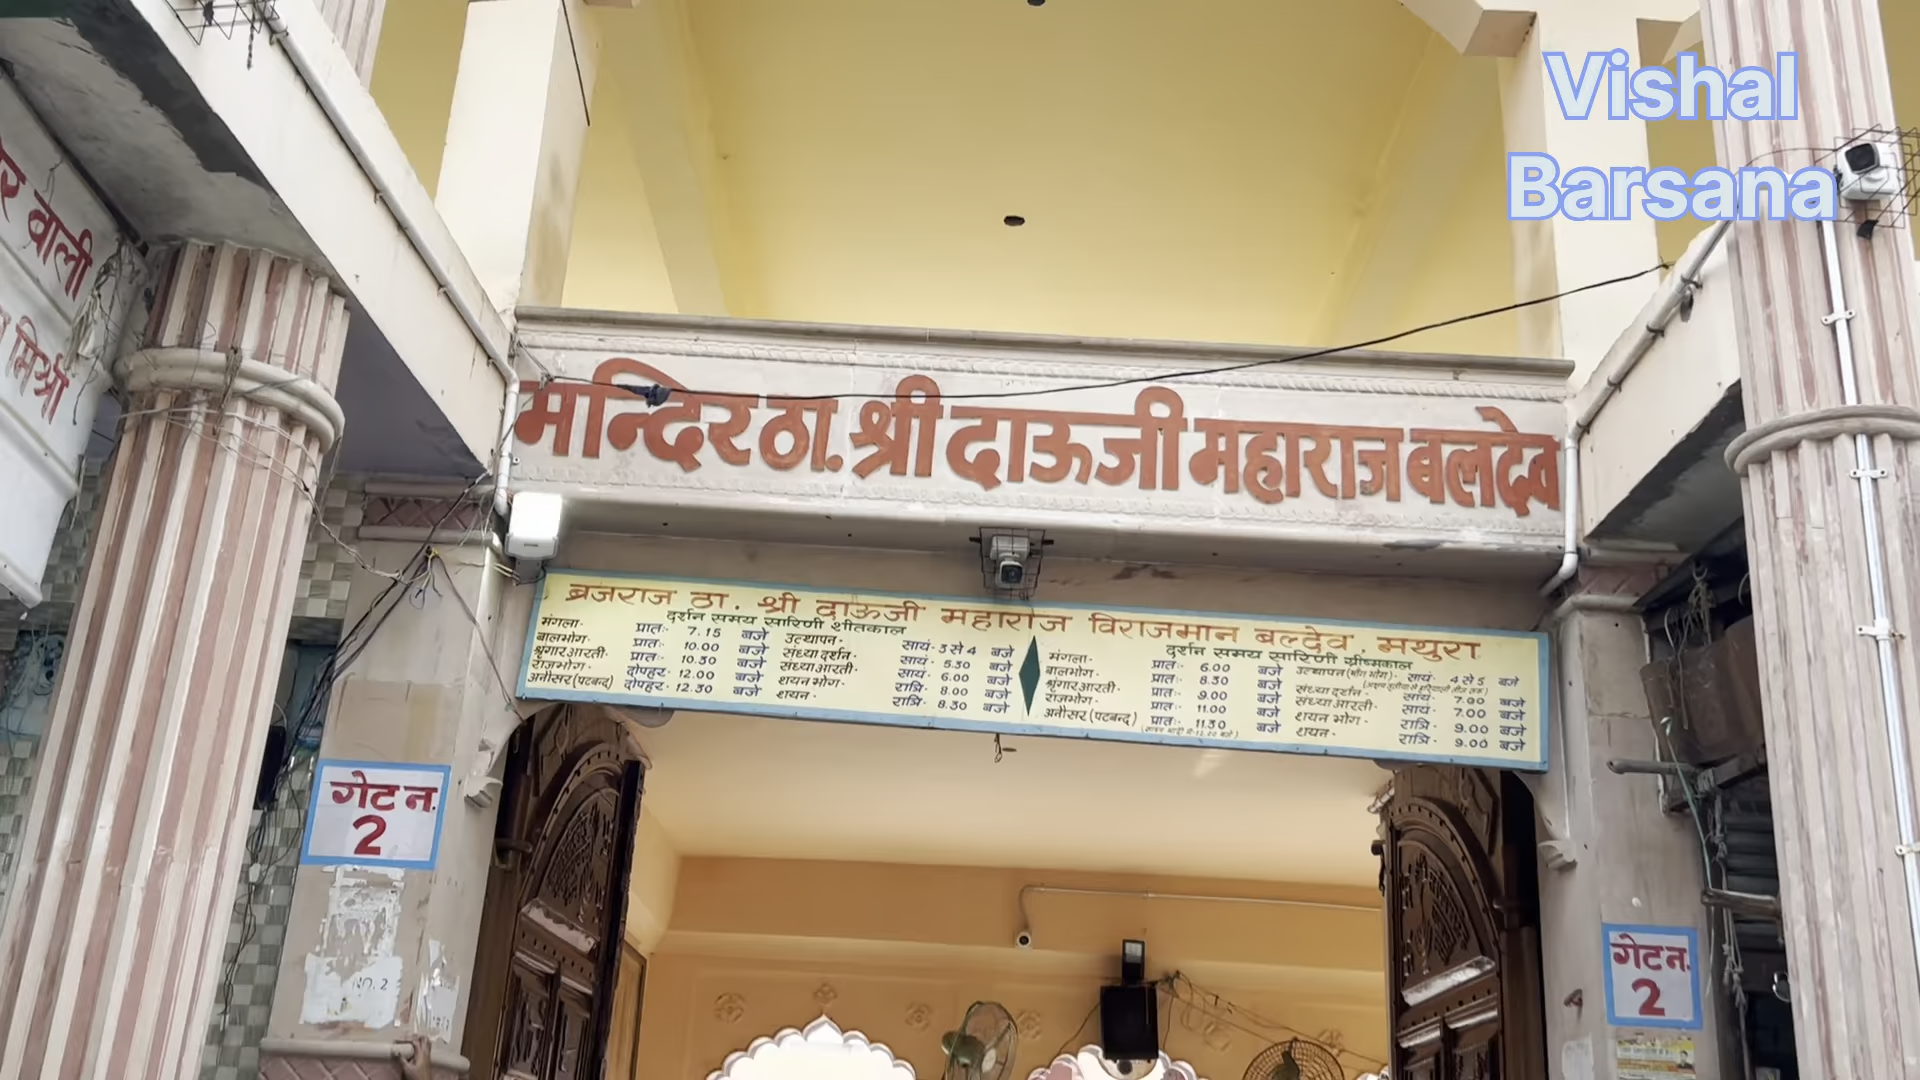 Vishal
Barsana
र वाली
मिश्री
मन्दिर ठा. श्री दाऊजी महाराज बलदेव
ब्रजराज ठा. श्री दाऊजी महाराज विराजमान बल्देव, मथुरा
दर्शन समय सारिणी शीतकाल
मंगला- प्रातः- 7.15 बजे उत्थापन- सायं- 3 से 4 बजे
बालभोग- प्रातः- 10.00 बजे संध्या दर्शन- सायं- 5.30 बजे
श्रृंगार आरती- प्रातः- 10.30 बजे संध्या आरती- सायं- 6.00 बजे
राजभोग- दोपहर- 12.00 बजे शयन भोग- रात्रि- 8.00 बजे
अनौसर (पटबन्द) दोपहर- 12.30 बजे शयन- रात्रि- 8.30 बजे
दर्शन समय सारिणी ग्रीष्मकाल
मंगला- प्रातः- 6.00 बजे उत्थापन (भोग भोग)- सायं- 4 से 5 बजे
बालभोग- प्रातः- 8.30 बजे संध्या दर्शन- सायं- 7.00 बजे
श्रृंगार आरती- प्रातः- 9.00 बजे संध्या आरती- सायं- 7.00 बजे
राजभोग- प्रातः- 11.00 बजे शयन भोग- रात्रि- 9.00 बजे
अनौसर (पटबन्द) प्रातः- 11.30 बजे शयन- रात्रि- 9.00 बजे
गेट न.
2
NO. 2
गेट न.
2